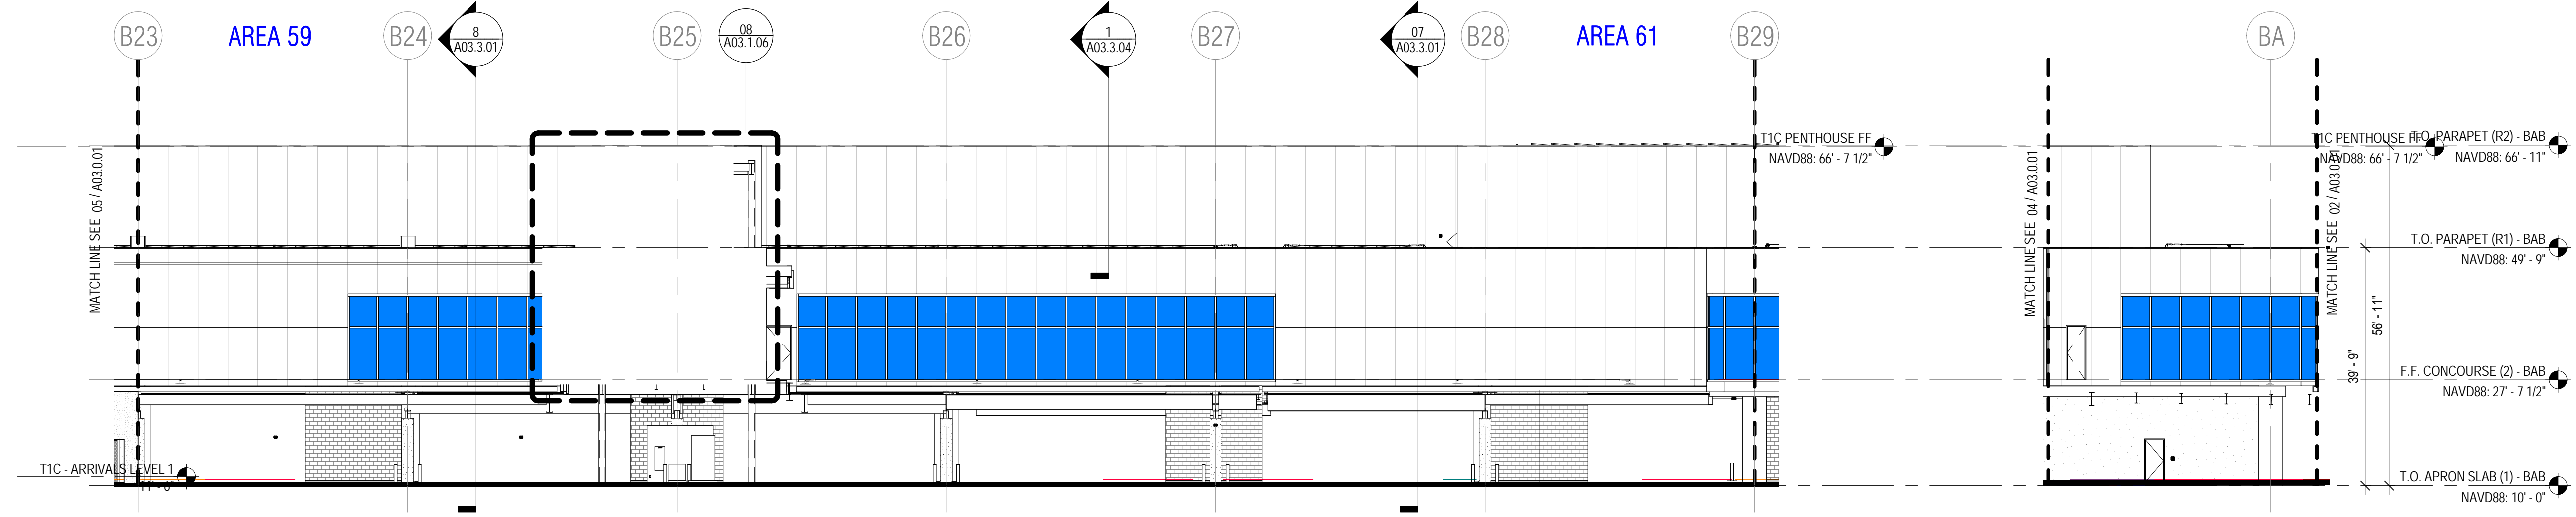 B23
AREA 59
B24
8
A03.3.01
B25
08
A03.1.06
B26
1
A03.3.04
B27
07
A03.3.01
B28
AREA 61
B29
BA
MATCH LINE SEE 05 / A03.0.01
T1C PENTHOUSE FF
NAVD88: 66' - 7 1/2"
MATCH LINE SEE 04 / A03.0.01
T1C PENTHOUSE FF
NAVD88: 66' - 7 1/2"
T.O. PARAPET (R2) - BAB
NAVD88: 66' - 11"
MATCH LINE SEE 02 / A03.0.01
T.O. PARAPET (R1) - BAB
NAVD88: 49' - 9"
56' - 11"
39' - 9"
F.F. CONCOURSE (2) - BAB
NAVD88: 27' - 7 1/2"
T1C - ARRIVALS LEVEL 1
11' - 6"
T.O. APRON SLAB (1) - BAB
NAVD88: 10' - 0"